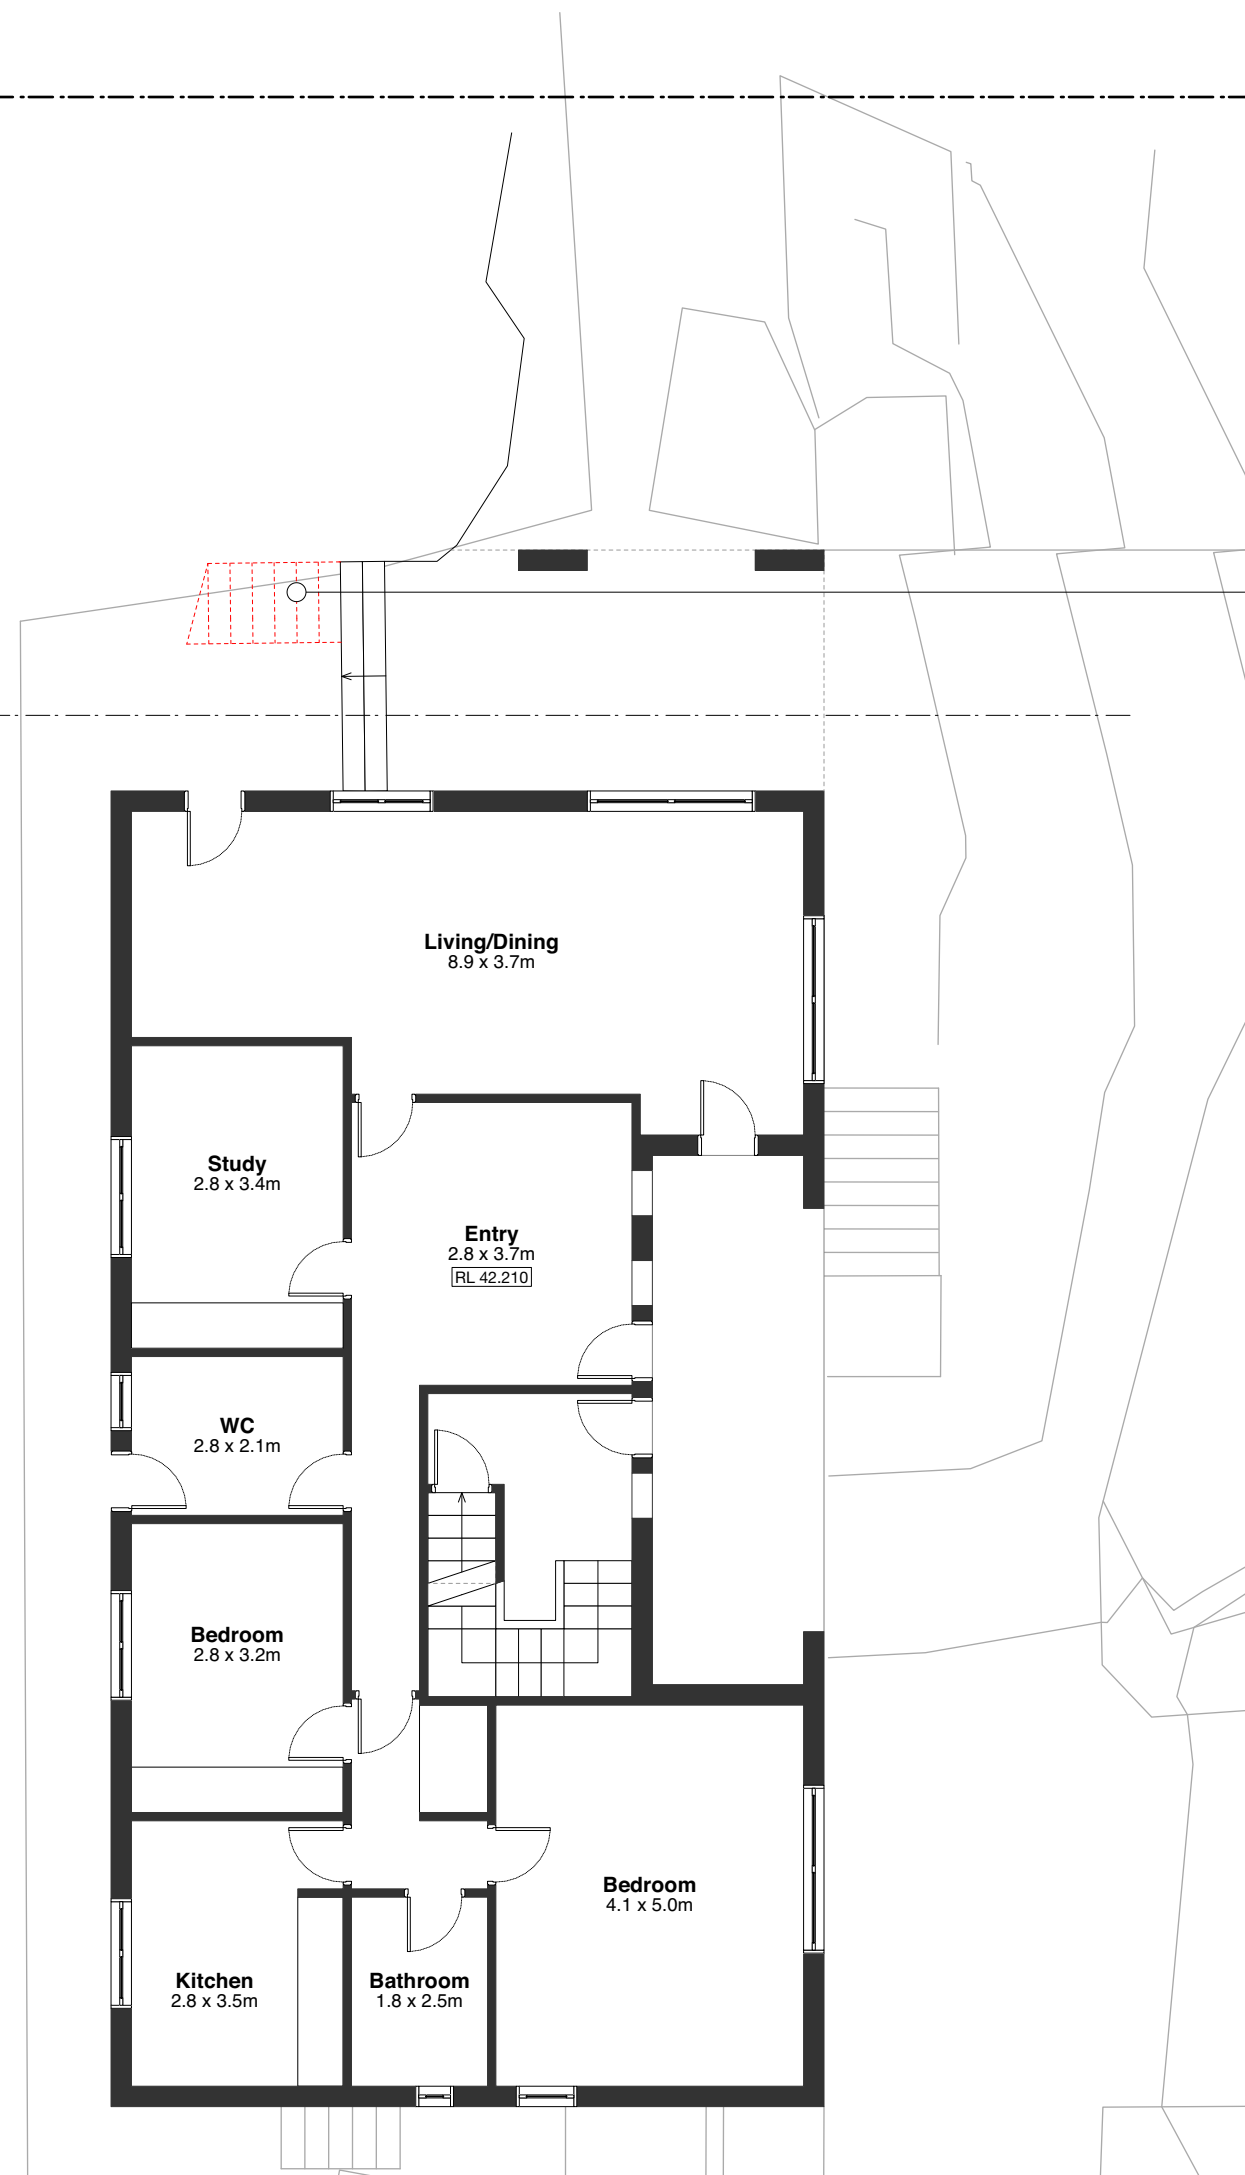 Living/Dining
8.9 x 3.7m
Study
2.8 x 3.4m
Entry
2.8 x 3.7m
RL 42.210
WC
2.8 x 2.1m
Bedroom
2.8 x 3.2m
Bedroom
4.1 x 5.0m
Kitchen
2.8 x 3.5m
Bathroom
1.8 x 2.5m